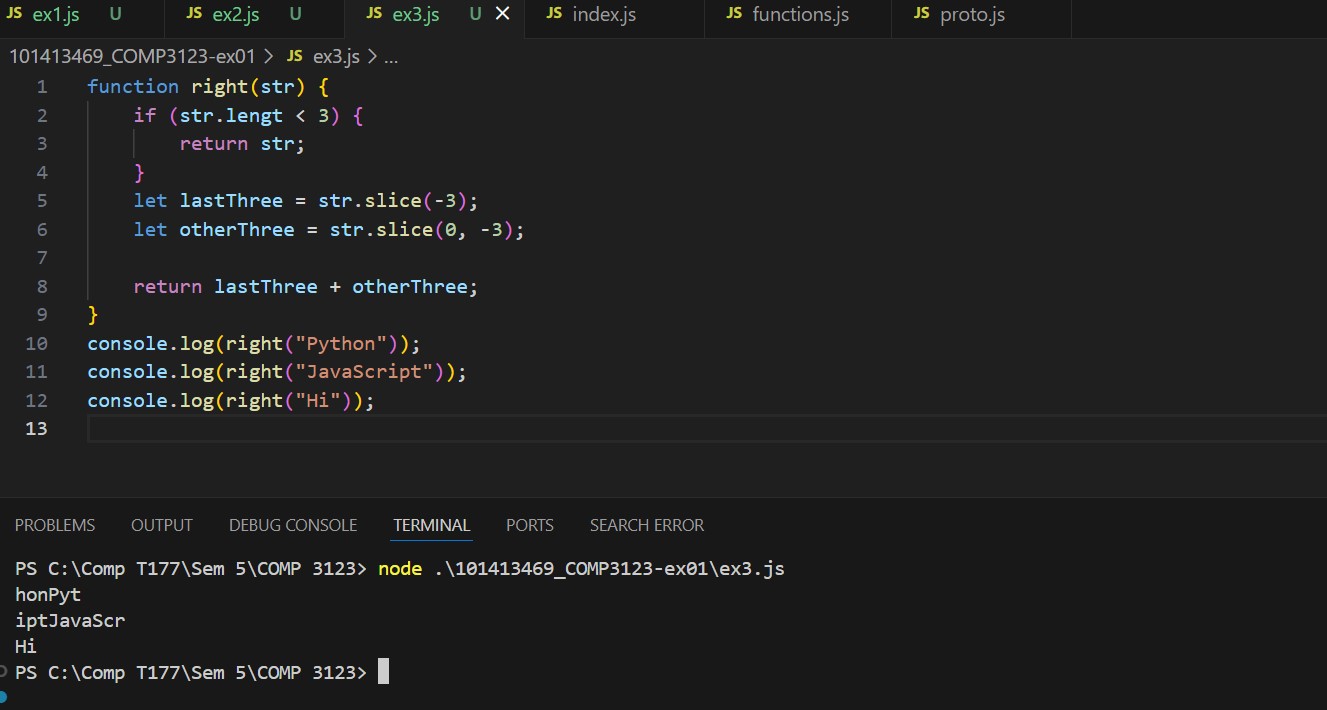 JS ex1.js U JS ex2.js U JS ex3.js U JS index.js JS functions.js JS proto.js
101413469_COMP3123-ex01 > JS ex3.js > ...
1 function right(str) {
2 if (str.lengt < 3) {
3 return str;
4 }
5 let lastThree = str.slice(-3);
6 let otherThree = str.slice(0, -3);
7
8 return lastThree + otherThree;
9 }
10 console.log(right("Python"));
11 console.log(right("JavaScript"));
12 console.log(right("Hi"));
13
PROBLEMS OUTPUT DEBUG CONSOLE TERMINAL PORTS SEARCH ERROR
PS C:\Comp T177\Sem 5\COMP 3123> node .\101413469_COMP3123-ex01\ex3.js
honPyt
iptJavaScr
Hi
PS C:\Comp T177\Sem 5\COMP 3123>